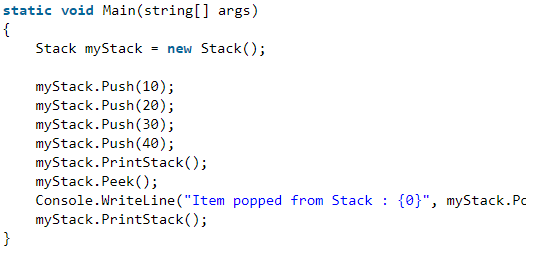 static void Main(string[] args)
{
    Stack myStack = new Stack();
    myStack.Push(10);
    myStack.Push(20);
    myStack.Push(30);
    myStack.Push(40);
    myStack.PrintStack();
    myStack.Peek();
    Console.WriteLine("Item popped from Stack : {0}", myStack.Po
    myStack.PrintStack();
}